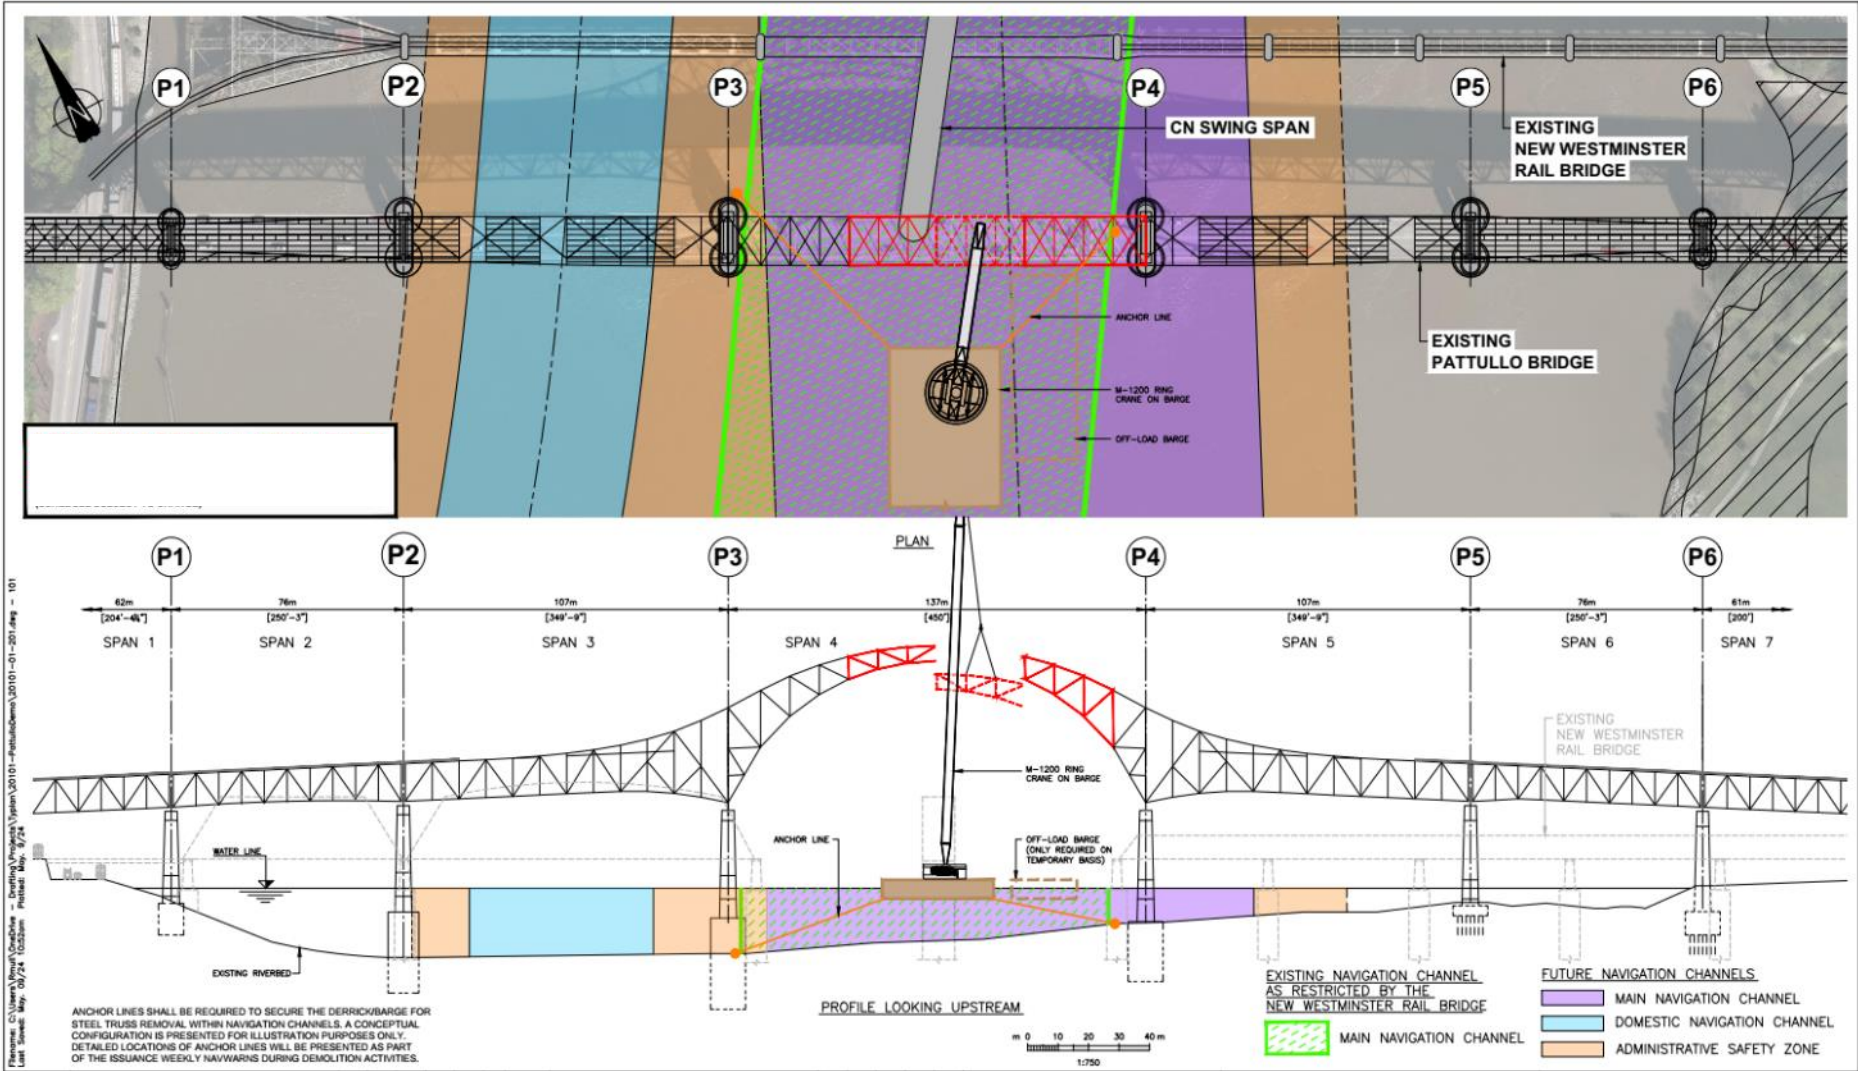 P1
P2
P3
P4
P5
P6
N
CN SWING SPAN
EXISTING
NEW WESTMINSTER
RAIL BRIDGE
ANCHOR LINE
EXISTING
PATTULLO BRIDGE
M-1200 RING
CRANE ON BARGE
OFF-LOAD BARGE
PLAN
P1
P2
P3
P4
P5
P6
62m
76m
107m
137m
107m
76m
61m
[250'-3"]
[349'-9"]
[450']
[349'-9"]
[250'-3"]
[200']
SPAN 1
SPAN 2
SPAN 3
SPAN 4
SPAN 5
SPAN 6
SPAN 7
EXISTING
NEW WESTMINSTER
RAIL BRIDGE
M-1200 RING
CRANE ON BARGE
ANCHOR LINE
OFF-LOAD BARGE
(ONLY REQUIRED ON
TEMPORARY BASIS)
WATER LINE
ANCHOR LINE
EXISTING RIVERBED
PROFILE LOOKING UPSTREAM
ANCHOR LINES SHALL BE REQUIRED TO SECURE THE DERRICK/BARGE FOR
STEEL TRUSS REMOVAL WITHIN NAVIGATION CHANNELS. A CONCEPTUAL
CONFIGURATION IS PRESENTED FOR ILLUSTRATION PURPOSES ONLY.
DETAILED LOCATIONS OF ANCHOR LINES WILL BE PRESENTED AS PART
OF THE ISSUANCE WEEKLY NAVWARNS DURING DEMOLITION ACTIVITIES.
m 0 10 20 30 40 m
1:750
EXISTING NAVIGATION CHANNEL
AS RESTRICTED BY THE
NEW WESTMINSTER RAIL BRIDGE
MAIN NAVIGATION CHANNEL
FUTURE NAVIGATION CHANNELS
MAIN NAVIGATION CHANNEL
DOMESTIC NAVIGATION CHANNEL
ADMINISTRATIVE SAFETY ZONE